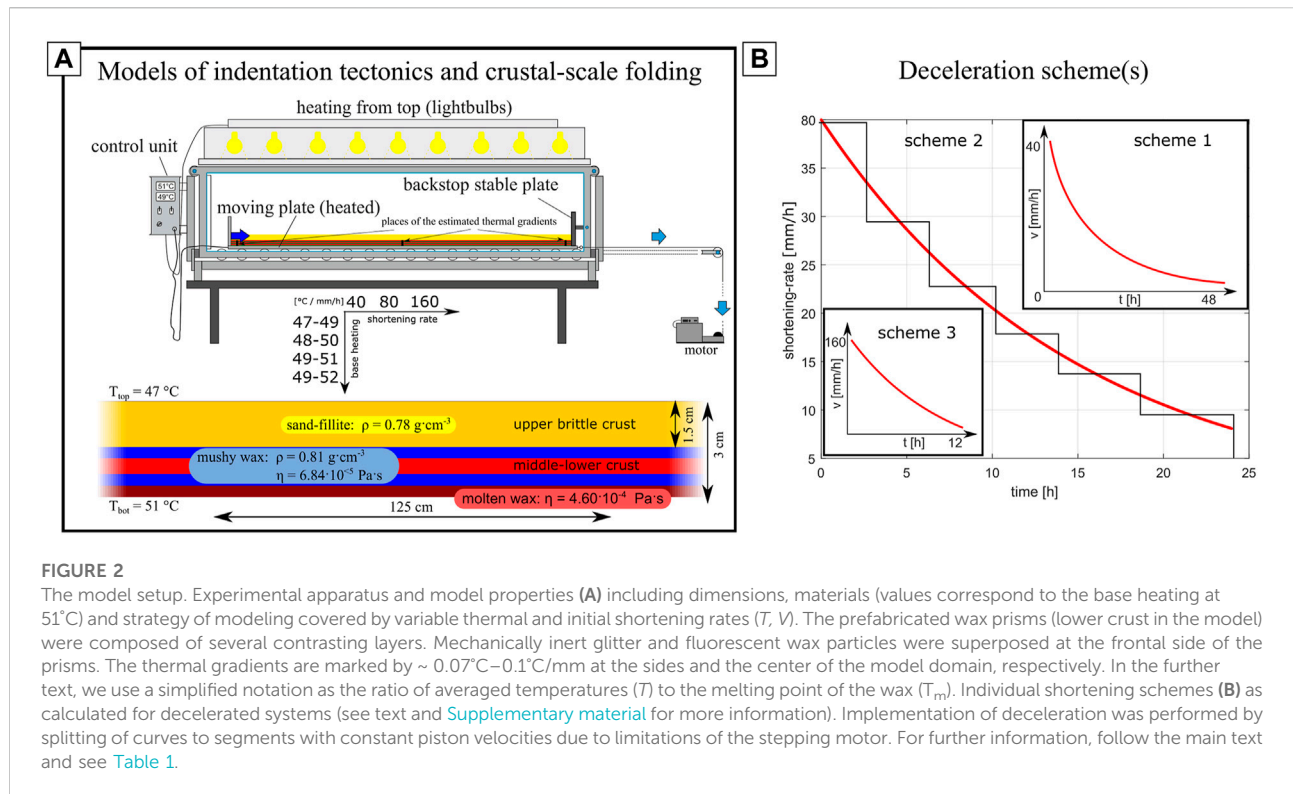 A
Models of indentation tectonics and crustal-scale folding
heating from top (lightbulbs)
control unit
51°C
49°C
backstop stable plate
moving plate (heated)
places of the estimated thermal gradients
[°C / mm/h] 40 80 160
shortening rate
47-49
48-50
49-51
49-52
base heating
motor
T_top = 47 °C
sand-fillite: ρ = 0.78 g·cm⁻³
upper brittle crust
1.5 cm
3 cm
mushy wax: ρ = 0.81 g·cm⁻³
η = 6.84·10^<5 Pa·s
middle-lower crust
molten wax: η = 4.60·10⁻⁴ Pa·s
T_bot = 51 °C
125 cm
B
Deceleration scheme(s)
shortening-rate [mm/h]
80
38
30
26
20
15
10
5
0 5 10 15 20 25
time [h]
scheme 2
scheme 1
40
v [mm/h]
0
t [h]
48
scheme 3
160
v [mm/h]
t [h]
12
FIGURE 2
The model setup. Experimental apparatus and model properties (A) including dimensions, materials (values correspond to the base heating at
51°C) and strategy of modeling covered by variable thermal and initial shortening rates (T, V). The prefabricated wax prisms (lower crust in the model)
were composed of several contrasting layers. Mechanically inert glitter and fluorescent wax particles were superposed at the frontal side of the
prisms. The thermal gradients are marked by ~ 0.07°C–0.1°C/mm at the sides and the center of the model domain, respectively. In the further
text, we use a simplified notation as the ratio of averaged temperatures (T) to the melting point of the wax (Tₘ). Individual shortening schemes (B) as
calculated for decelerated systems (see text and Supplementary material for more information). Implementation of deceleration was performed by
splitting of curves to segments with constant piston velocities due to limitations of the stepping motor. For further information, follow the main text
and see Table 1.